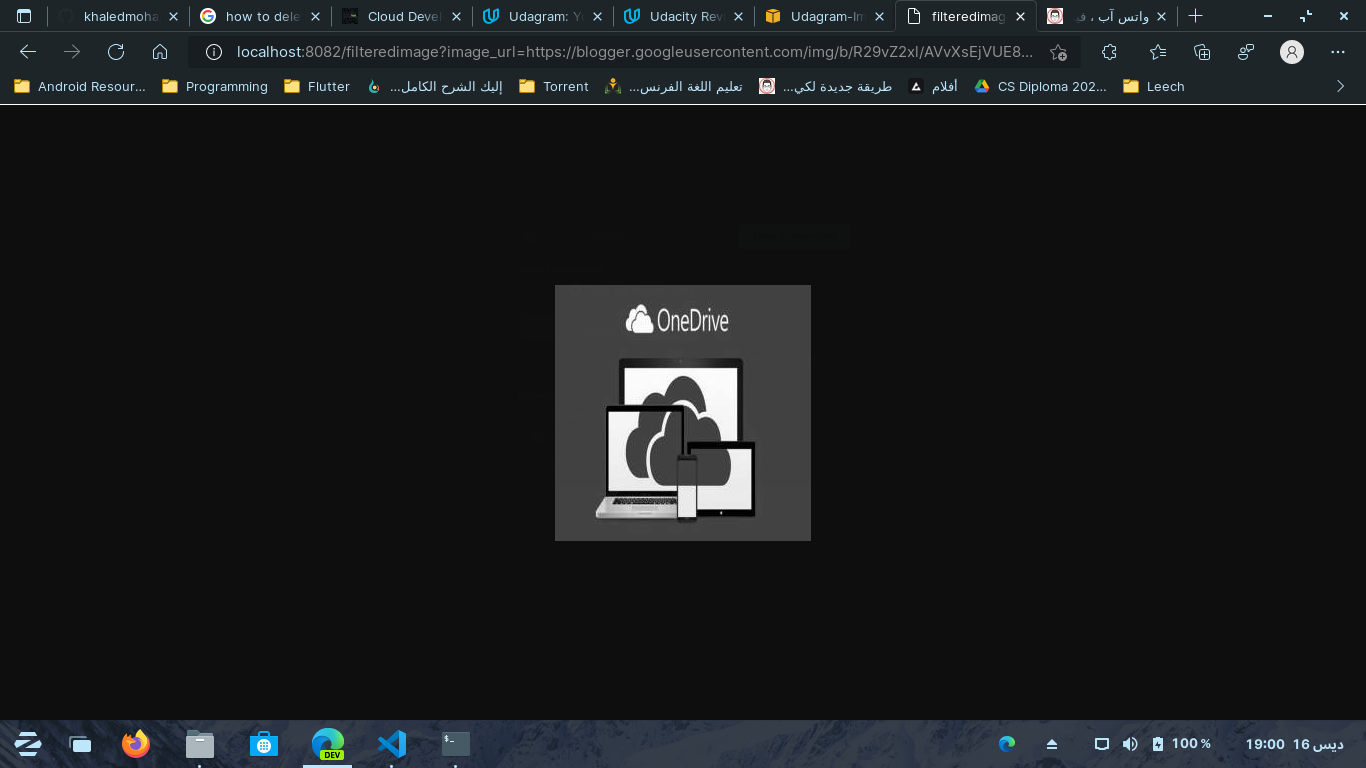 khaledmoha
how to dele
Cloud Devel
Udagram: Yo
Udacity Rev
Udagram-Im
filteredimag
واتس آب ، في
localhost:8082/filteredimage?image_url=https://blogger.googleusercontent.com/img/b/R29vZ2xl/AVvXsEjVUE8...
Android Resour...
Programming
Flutter
إليك الشرح الكامل...
Torrent
تعليم اللغة الفرنس...
طريقة جديدة لكي...
أفلام
CS Diploma 202...
Leech
OneDrive
DEV
$_
100 %
19:00 16 ديس